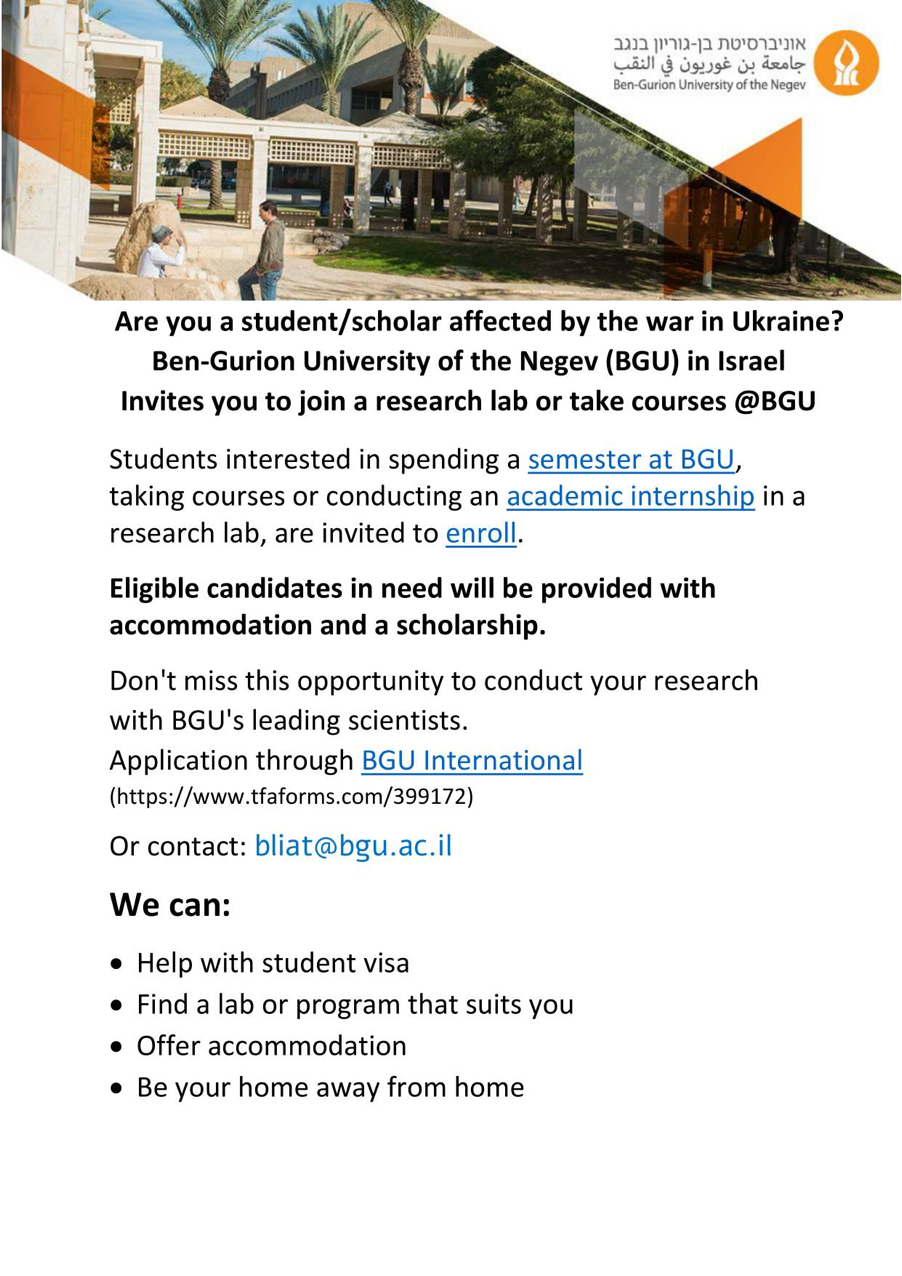 אוניברסיטת בן-גוריון בנגב
جامعة بن غوريون في النقب
Ben-Gurion University of the Negev
Are you a student/scholar affected by the war in Ukraine?
Ben-Gurion University of the Negev (BGU) in Israel
Invites you to join a research lab or take courses @BGU
Students interested in spending a semester at BGU,
taking courses or conducting an academic internship in a
research lab, are invited to enroll.
Eligible candidates in need will be provided with
accommodation and a scholarship.
Don't miss this opportunity to conduct your research
with BGU's leading scientists.
Application through BGU International
(https://www.tfaforms.com/399172)
Or contact: bliat@bgu.ac.il
We can:
• Help with student visa
• Find a lab or program that suits you
• Offer accommodation
• Be your home away from home